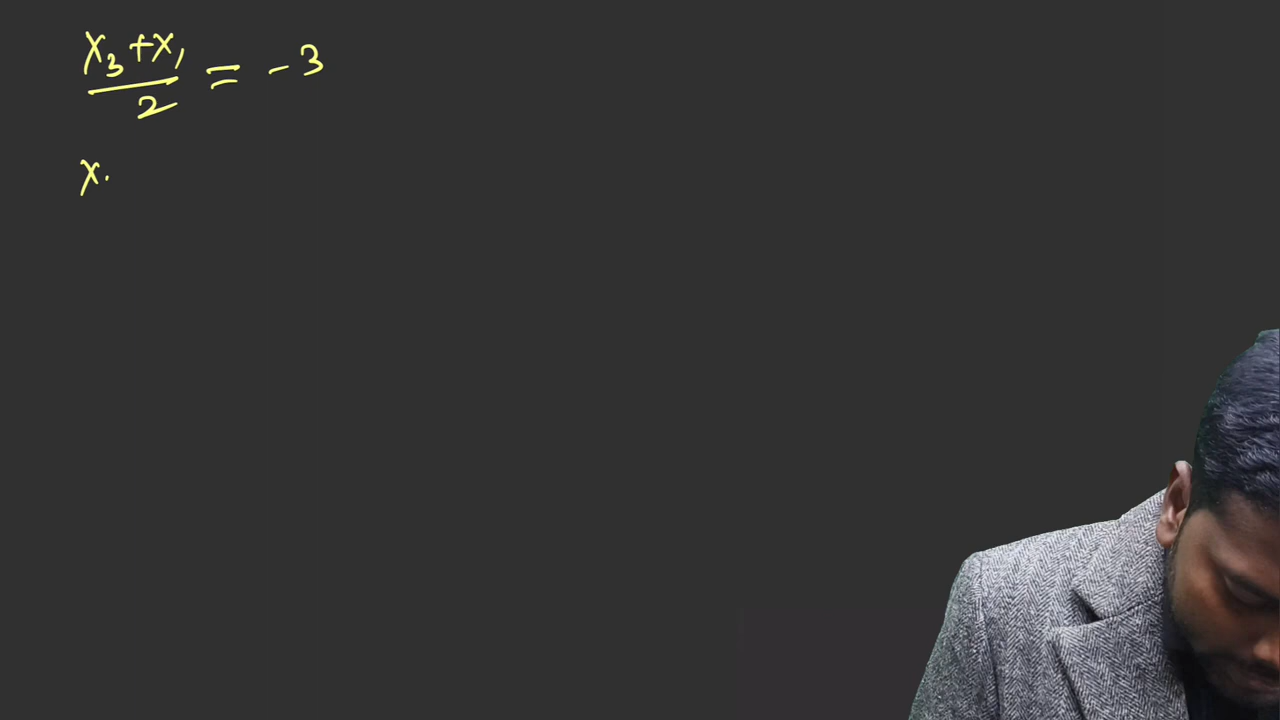 x₃+x₁/2 = -3
x.